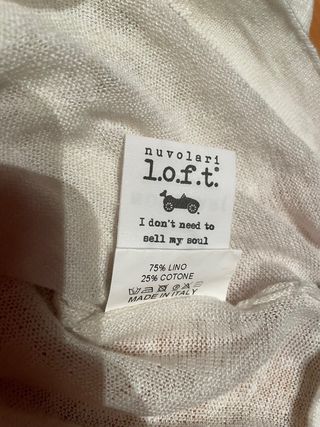 nuvolari
l.o.f.t.
I don't need to
sell my soul
75% LINO
25% COTONE
MADE IN ITALY